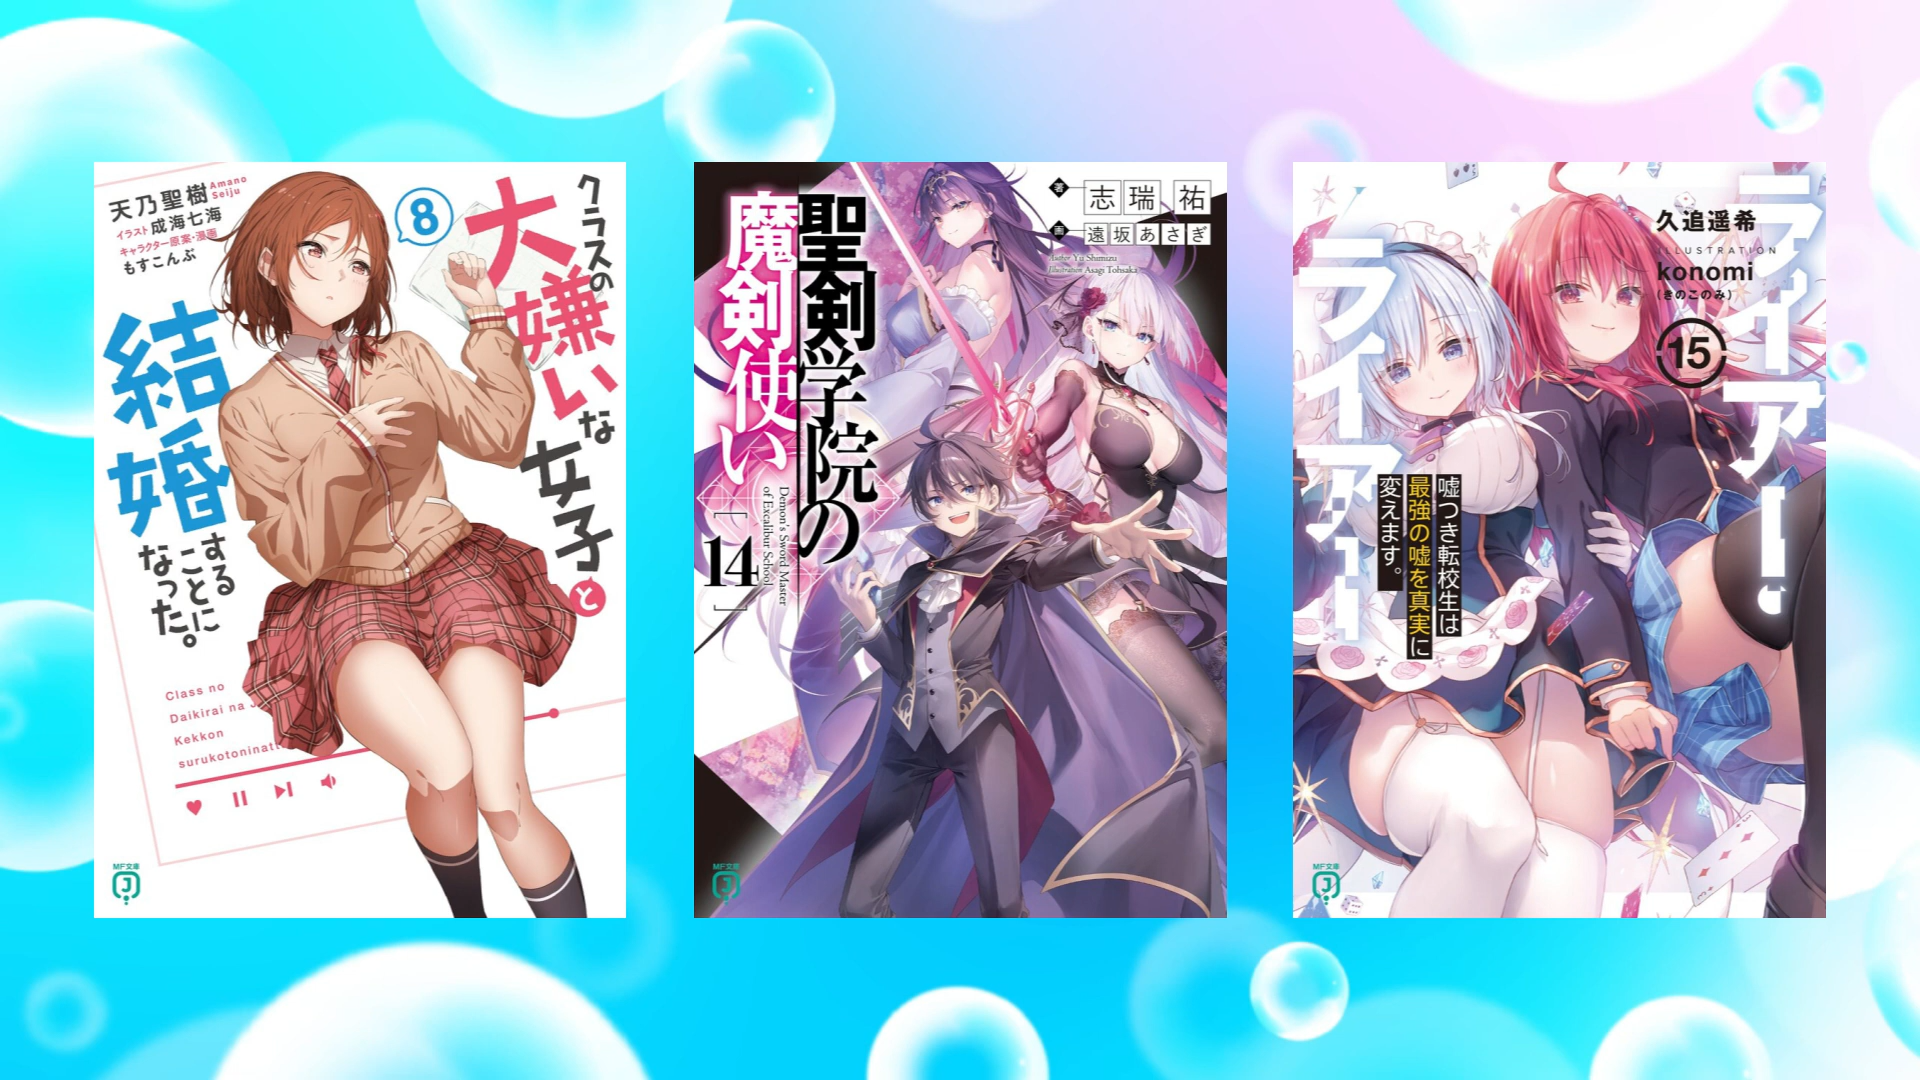 天乃聖樹
Amano
Seiju
イラスト 成海七海
キャラクター原案・漫画
もすこんぶ
8
クラスの
大嫌いな
女子と
結婚
する
ことに
なった。
Class no
Daikirai na J
Kekkon
surukotoninatt
MF文庫
J
聖剣学院の
魔剣使い
[14]
Demon's Sword Master
of Excalibur School
著 志瑞 祐
画 遠坂あさぎ
Author Yu Shimizu
Illustration Asagi Tohsaka
MF文庫
J
ライアー・
ライアー
15
久追遥希
ILLUSTRATION
konomi
(きのこのみ)
嘘つき転校生は
最強の嘘を真実に
変えます。
3
3
MF文庫
J